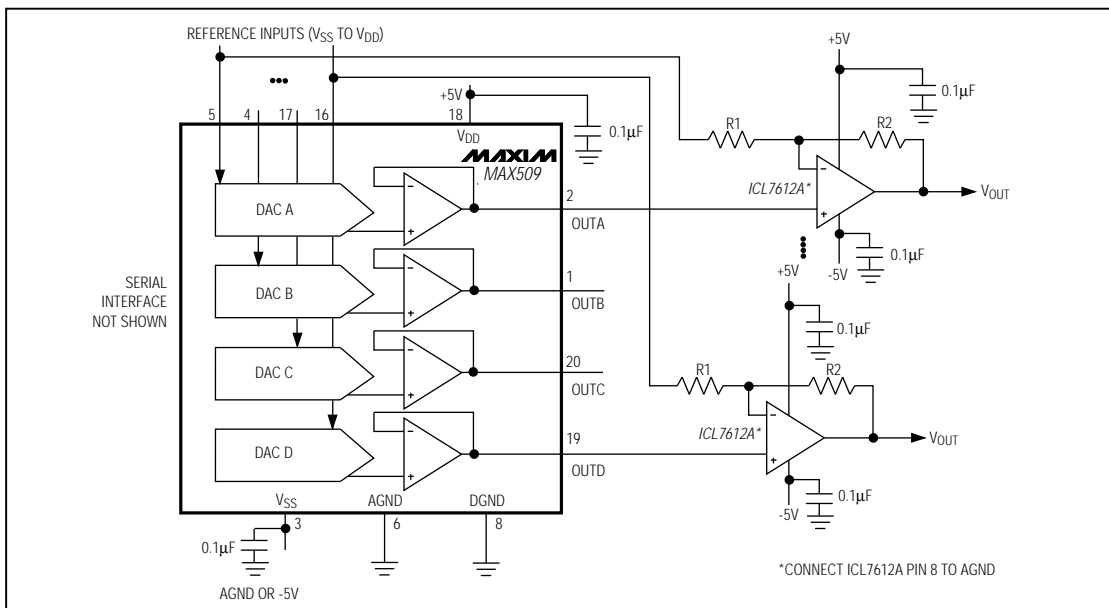 REFERENCE INPUTS (VSS TO VDD)
+5V
0.1µF
•••
+5V
5
4
17
16
18
VDD
0.1µF
R1
R2
MAXIM
MAX509
ICL7612A*
VOUT
DAC A
2
OUTA
0.1µF
-5V
+5V
SERIAL
INTERFACE
NOT SHOWN
DAC B
1
OUTB
0.1µF
DAC C
20
OUTC
R1
R2
ICL7612A*
VOUT
DAC D
19
OUTD
VSS
AGND
DGND
-5V
0.1µF
3
6
8
0.1µF
AGND OR -5V
*CONNECT ICL7612A PIN 8 TO AGND